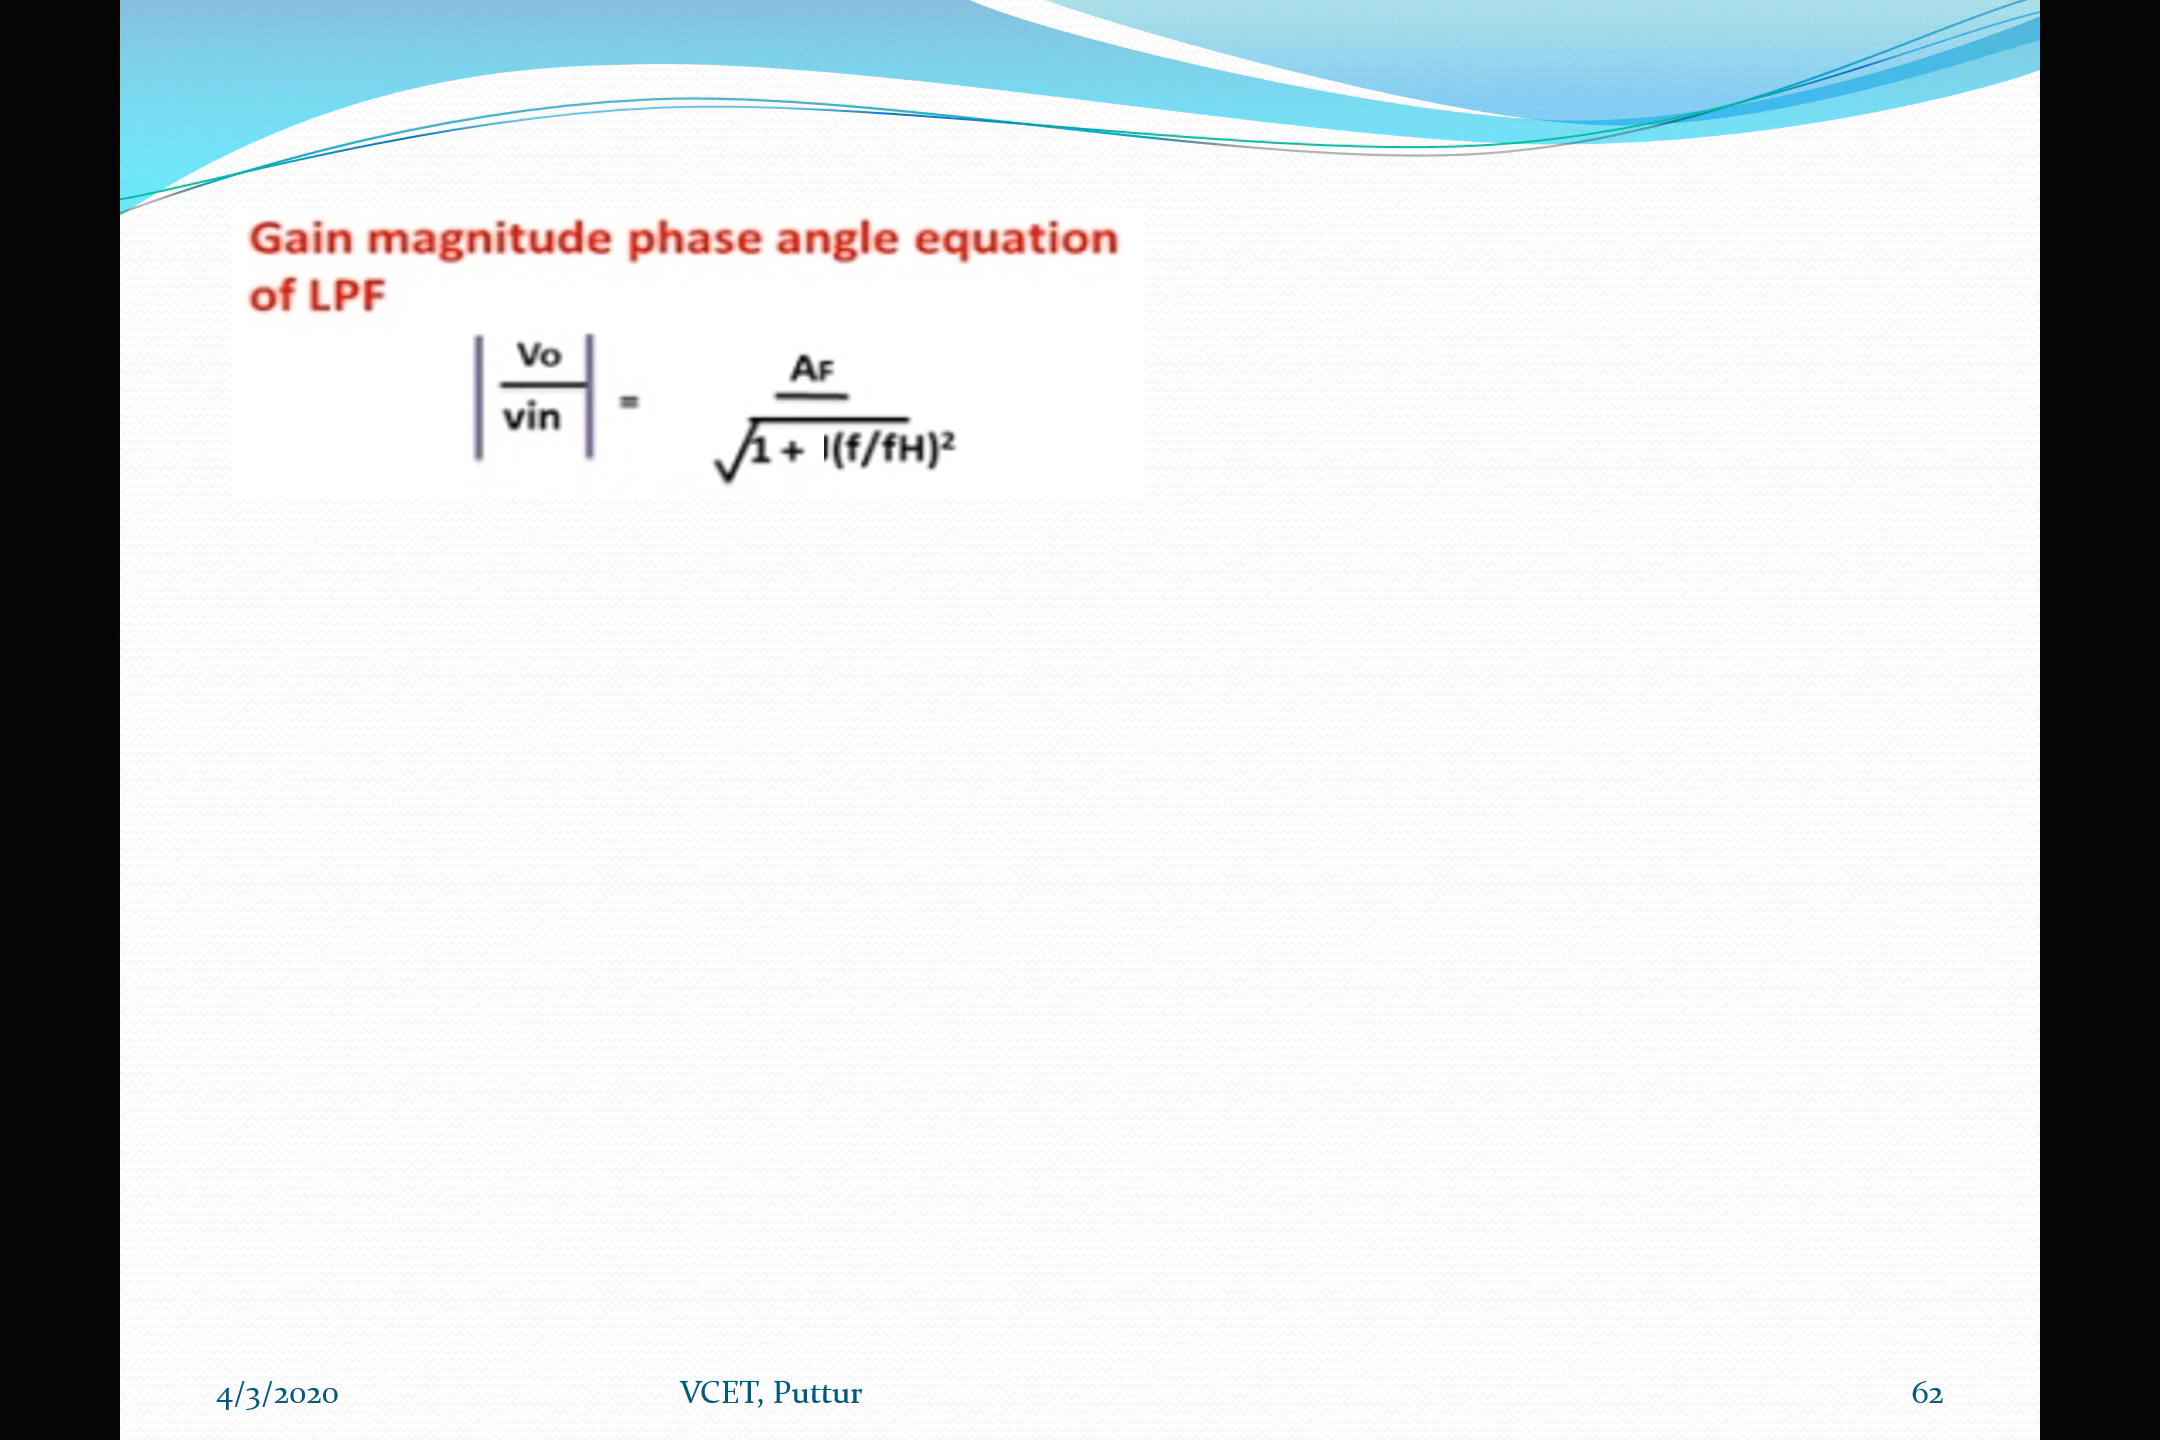 Gain magnitude phase angle equation
of LPF
| Vo / vin | = AF / √1 + J(f/fH)²
4/3/2020 VCET, Puttur 62